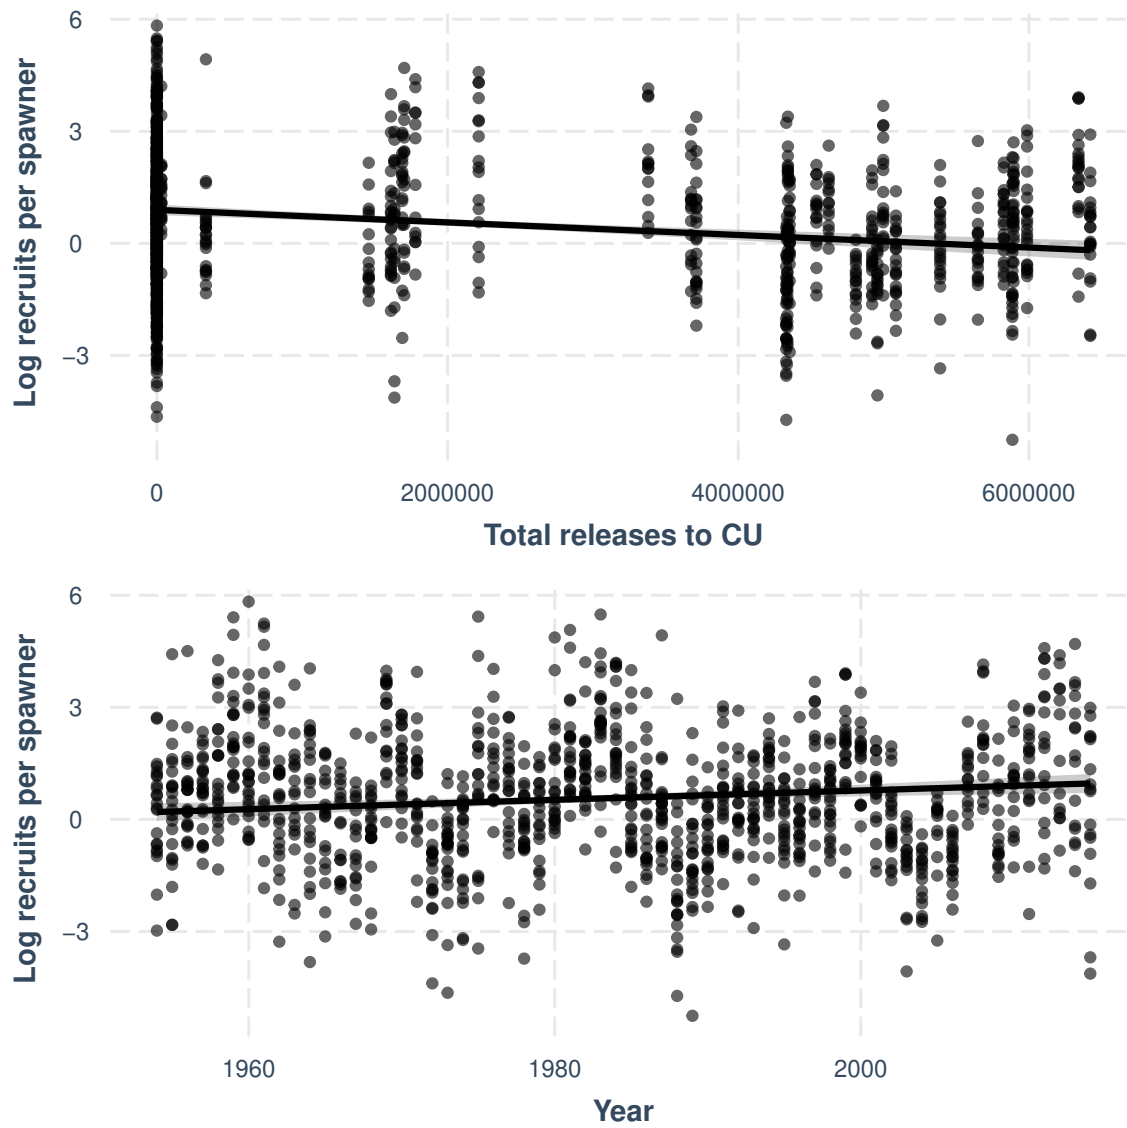 6
3
0
−3
Log recruits per spawner
0 2000000 4000000 6000000
Total releases to CU
6
3
0
−3
Log recruits per spawner
1960 1980 2000
Year